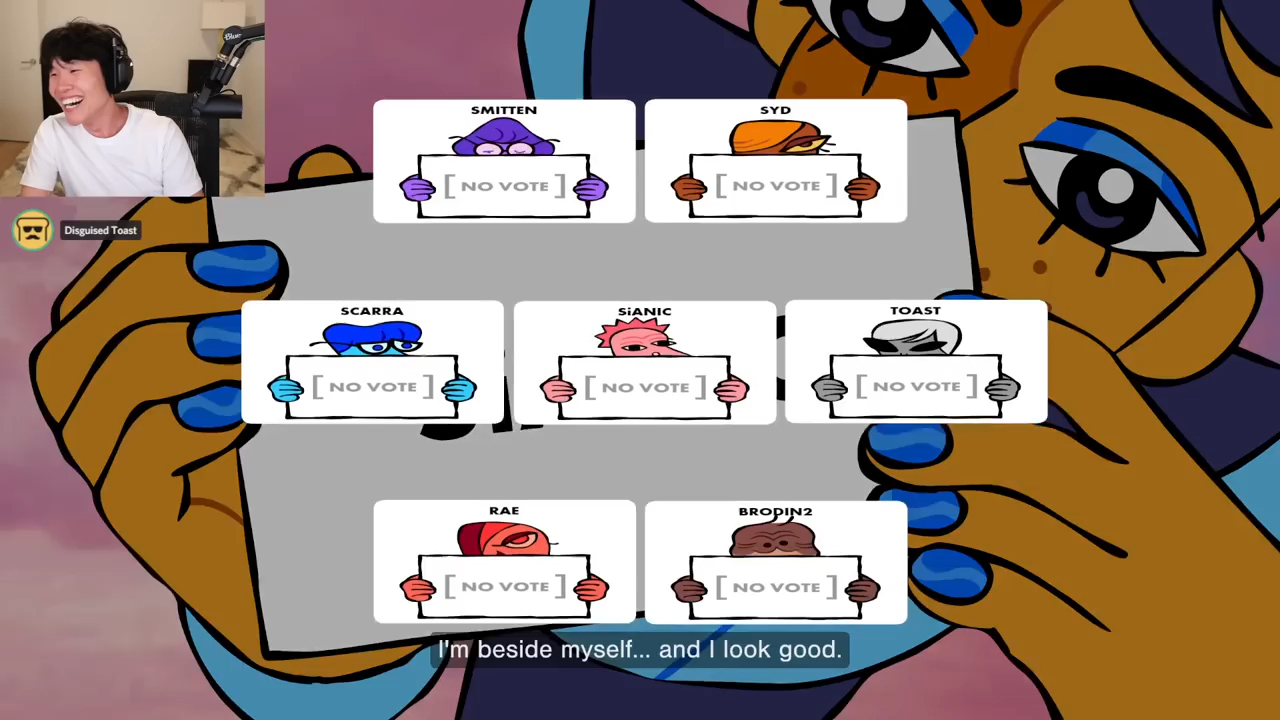 Blue
SMITTEN
[NO VOTE]
SYD
[NO VOTE]
Disguised Toast
SCARRA
[NO VOTE]
SiANIC
[NO VOTE]
TOAST
[NO VOTE]
RAE
[NO VOTE]
BRODIN2
[NO VOTE]
I'm beside myself... and I look good.